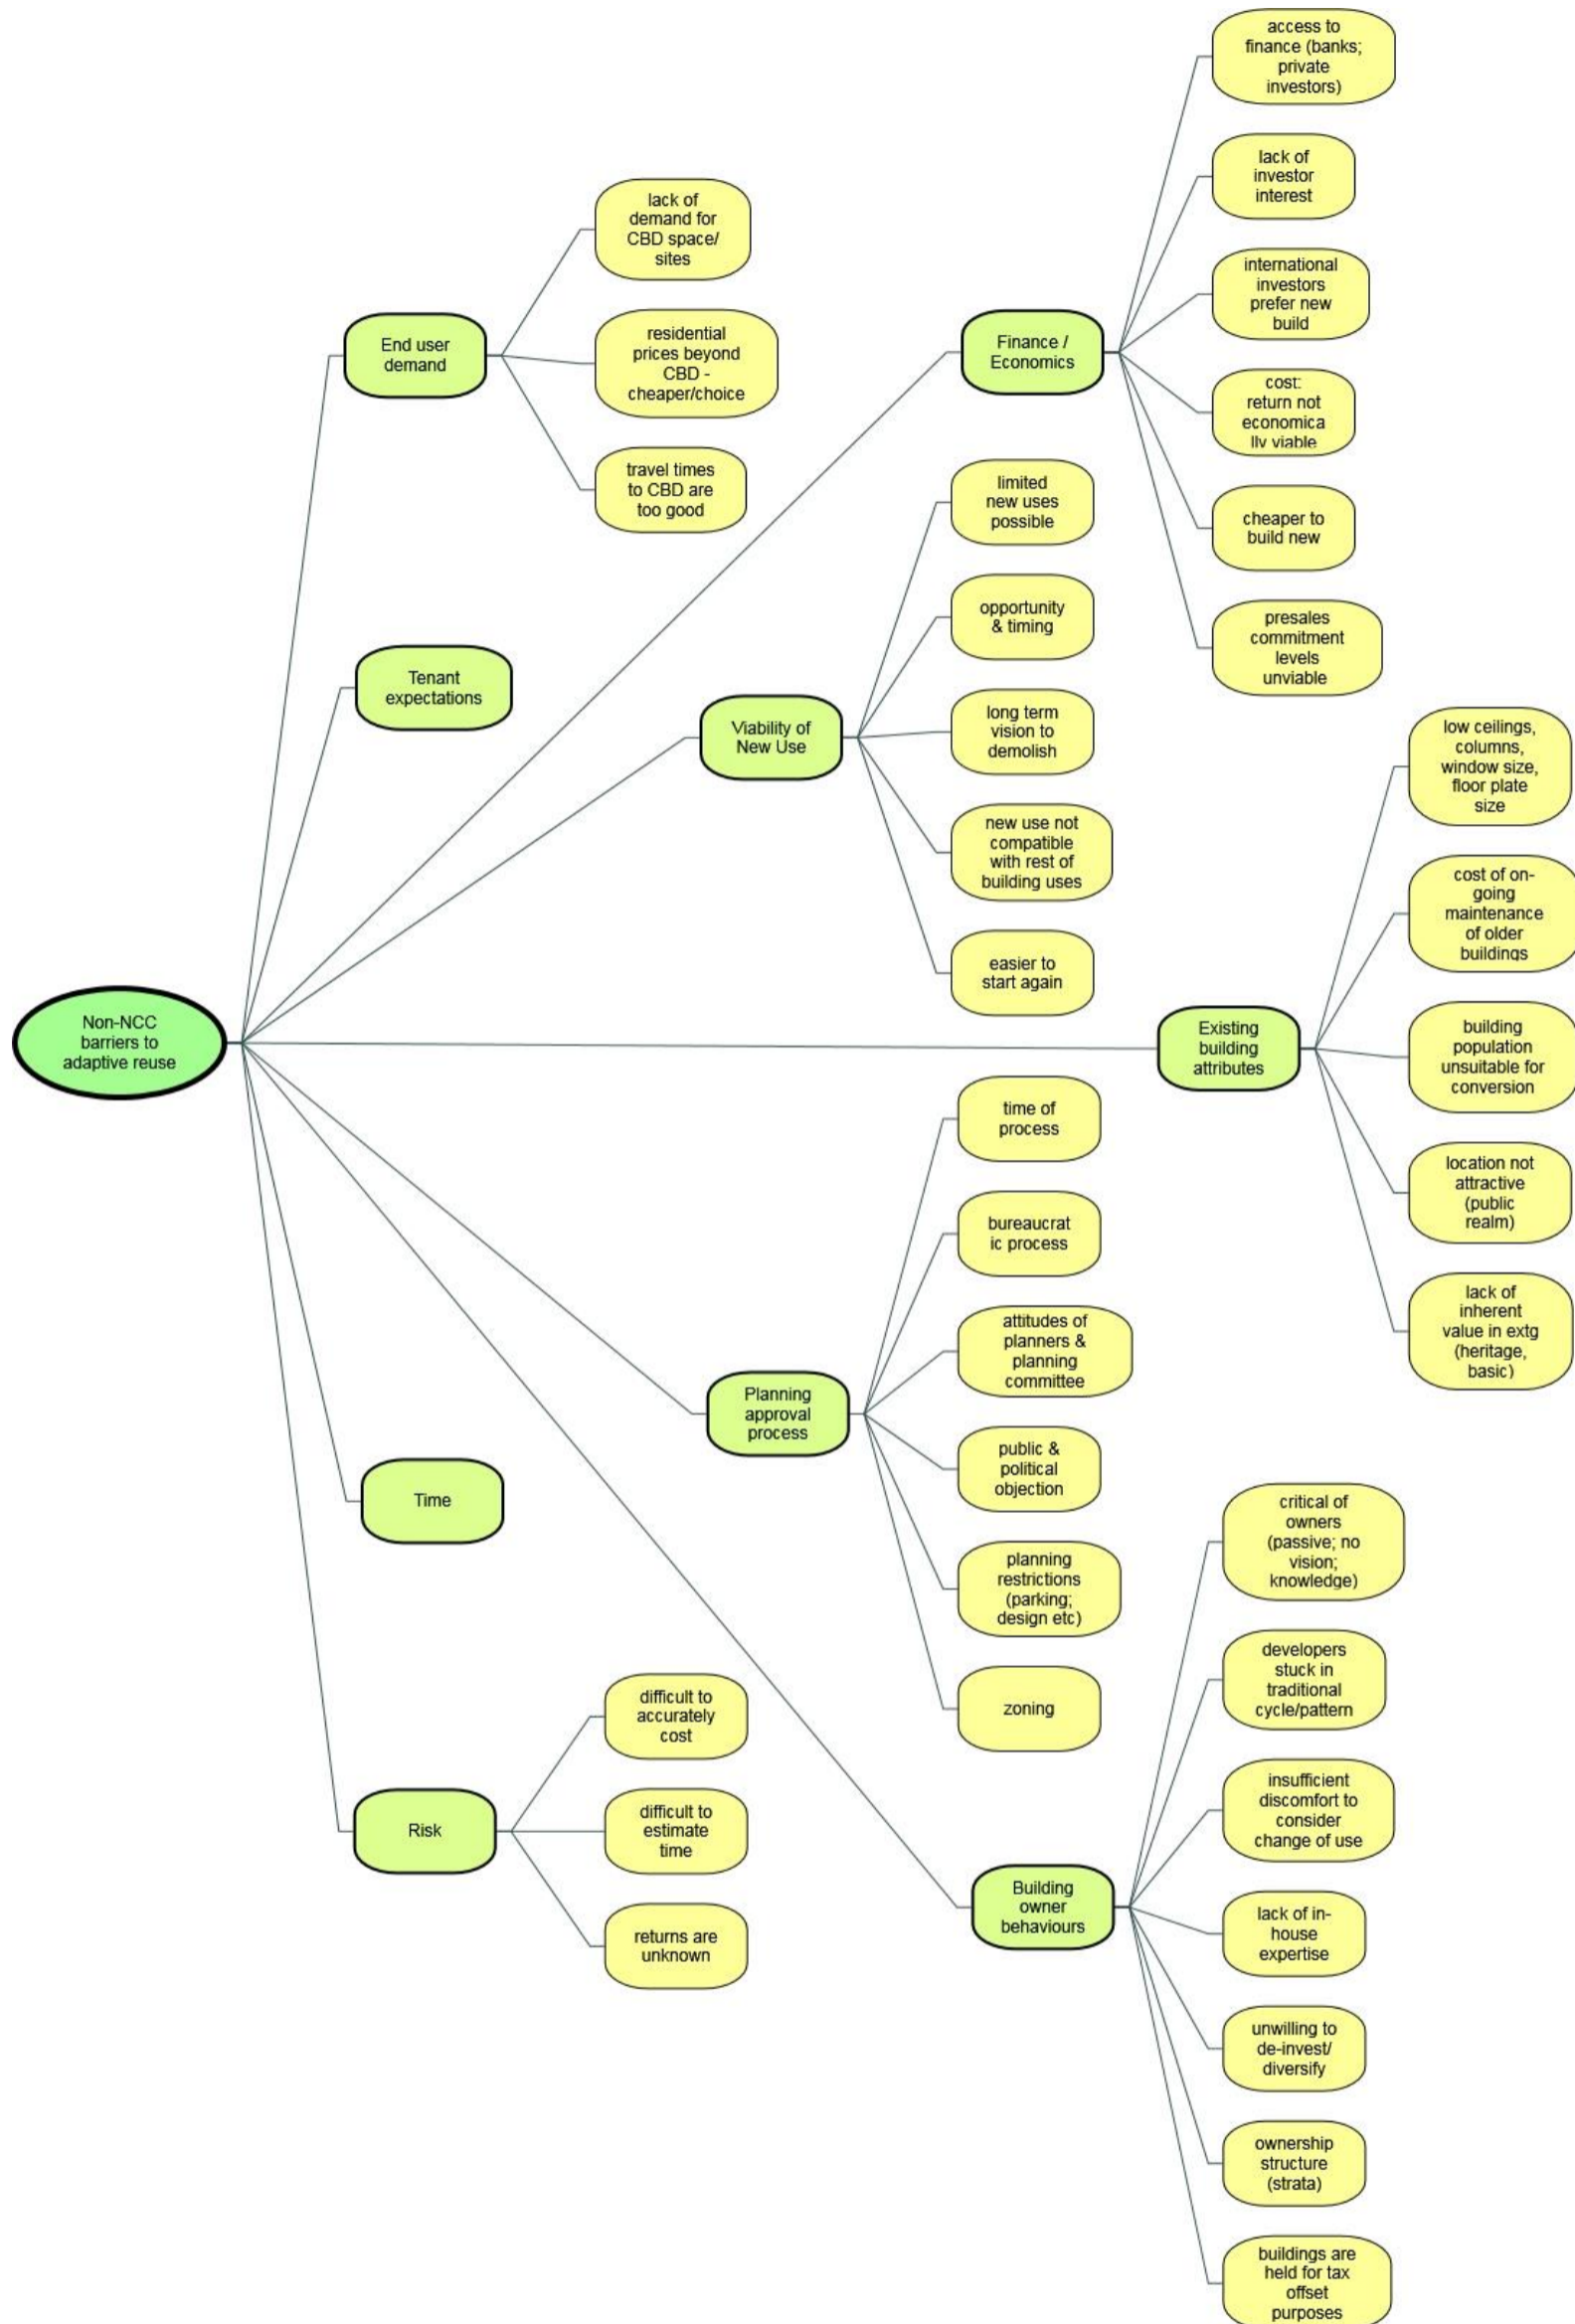 Non-NCC
barriers to
adaptive reuse
End user
demand
lack of
demand for
CBD space/
sites
residential
prices beyond
CBD -
cheaper/choice
travel times
to CBD are
too good
Tenant
expectations
Finance /
Economics
access to
finance (banks;
private
investors)
lack of
investor
interest
international
investors
prefer new
build
cost:
return not
economica
lly viable
cheaper to
build new
presales
commitment
levels
unviable
Viability of
New Use
limited
new uses
possible
opportunity
& timing
long term
vision to
demolish
new use not
compatible
with rest of
building uses
easier to
start again
Existing
building
attributes
low ceilings,
columns,
window size,
floor plate
size
cost of on-
going
maintenance
of older
buildings
building
population
unsuitable for
conversion
location not
attractive
(public
realm)
lack of
inherent
value in extg
(heritage,
basic)
Planning
approval
process
time of
process
bureaucrat
ic process
attitudes of
planners &
planning
committee
public &
political
objection
planning
restrictions
(parking;
design etc)
zoning
Time
Building
owner
behaviours
critical of
owners
(passive; no
vision;
knowledge)
developers
stuck in
traditional
cycle/pattern
insufficient
discomfort to
consider
change of use
lack of in-
house
expertise
unwilling to
de-invest/
diversify
ownership
structure
(strata)
buildings are
held for tax
offset
purposes
Risk
difficult to
accurately
cost
difficult to
estimate
time
returns are
unknown